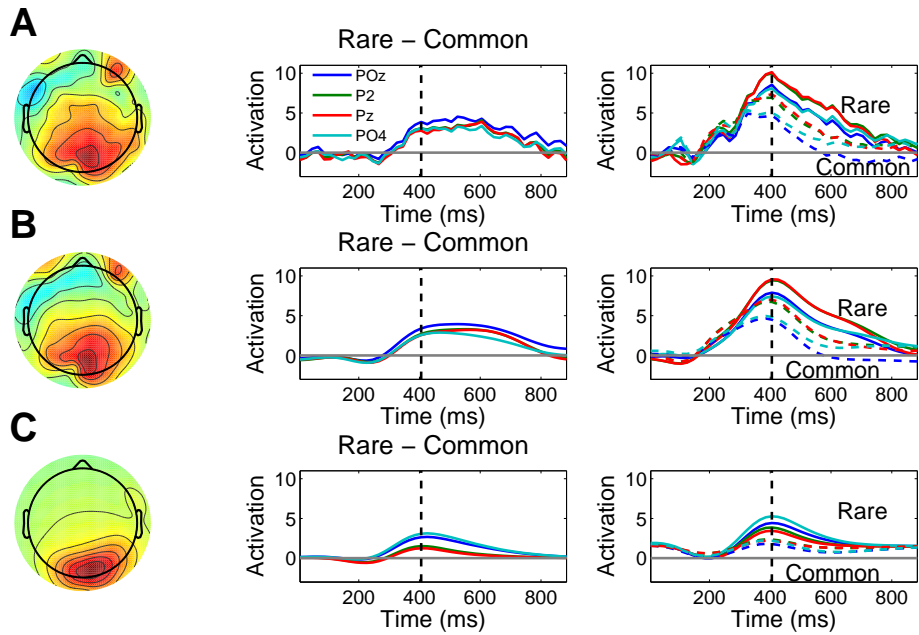 A
Rare – Common
Activation
10
5
0
POz
P2
Pz
PO4
200 400 600 800
Time (ms)
Activation
10
5
0
Rare
Common
200 400 600 800
Time (ms)
B
Rare – Common
Activation
10
5
0
200 400 600 800
Time (ms)
Activation
10
5
0
Rare
Common
200 400 600 800
Time (ms)
C
Rare – Common
Activation
10
5
0
200 400 600 800
Time (ms)
Activation
10
5
0
Rare
Common
200 400 600 800
Time (ms)